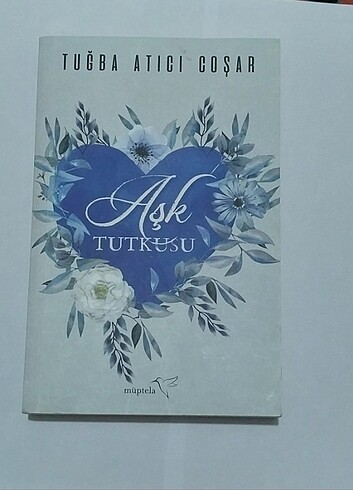 TUĞBA ATICI COŞAR
Aşk
TUTKUSU
müptela